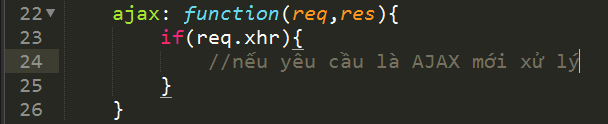 22 ajax: function(req,res){
23 if(req.xhr){
24 //nếu yêu cầu là AJAX mới xử lý
25 }
26 }